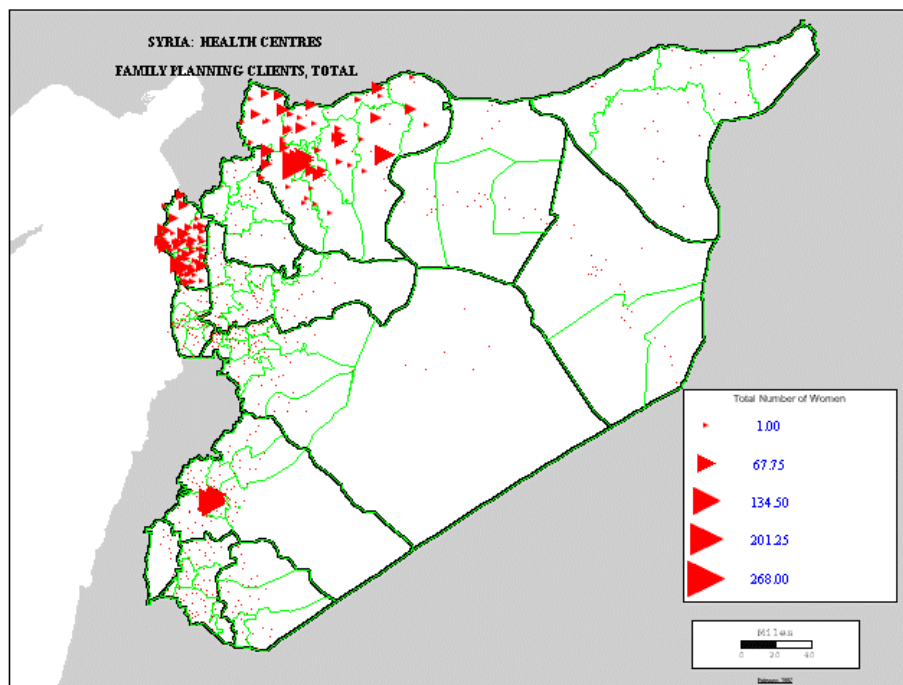 SYRIA: HEALTH CENTRES
FAMILY PLANNING CLIENTS, TOTAL
Total Number of Women
1.00
67.75
134.50
201.25
268.00
Miles
0 20 40